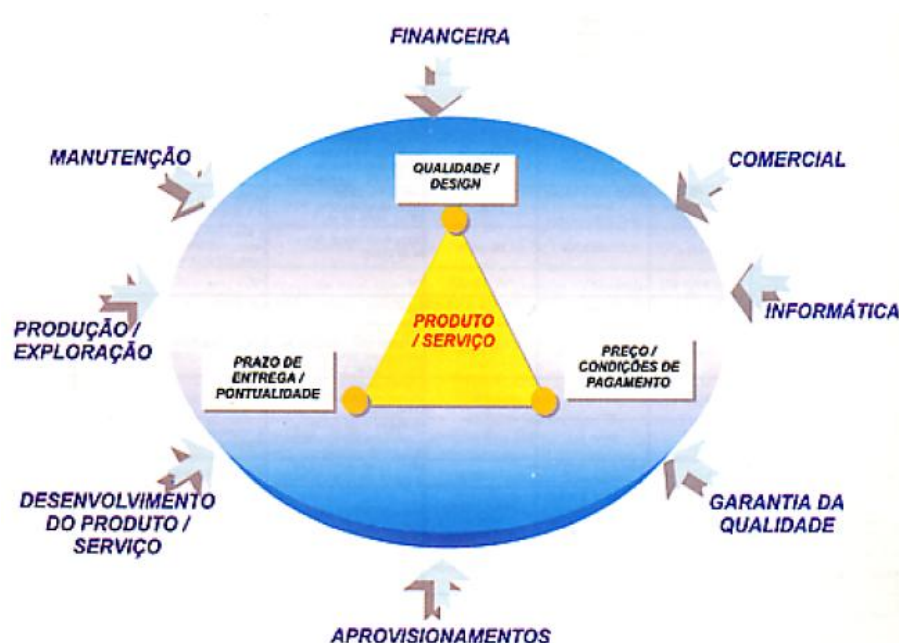 FINANCEIRA
MANUTENÇÃO
COMERCIAL
QUALIDADE /
DESIGN
PRODUTO
/ SERVIÇO
INFORMÁTICA
PRODUÇÃO /
EXPLORAÇÃO
PRAZO DE
ENTREGA /
PONTUALIDADE
PREÇO /
CONDIÇÕES DE
PAGAMENTO
DESENVOLVIMENTO
DO PRODUTO /
SERVIÇO
GARANTIA DA
QUALIDADE
APROVISIONAMENTOS